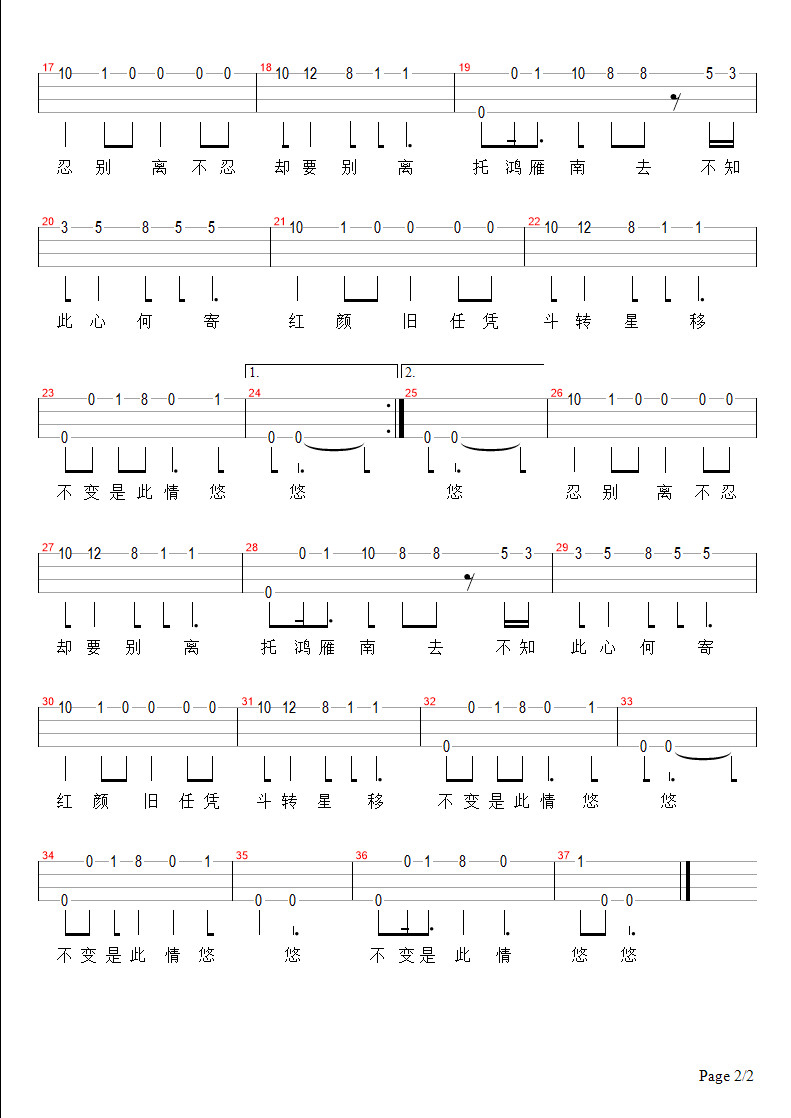 17 10 1 0 0 0 0 18 10 12 8 1 1 19 0 0 1 10 8 8 5 3
忍 别 离 不 忍 却 要 别 离 托 鸿 雁 南 去 不 知
20 3 5 8 5 5 21 10 1 0 0 0 0 22 10 12 8 1 1
此 心 何 寄 红 颜 旧 任 凭 斗 转 星 移
1. 2.
23 0 0 1 8 0 1 24 0 0 25 0 0 26 10 1 0 0 0 0
不 变 是 此 情 悠 悠 悠 忍 别 离 不 忍
27 10 12 8 1 1 28 0 0 1 10 8 8 5 3 29 3 5 8 5 5
却 要 别 离 托 鸿 雁 南 去 不 知 此 心 何 寄
30 10 1 0 0 0 0 31 10 12 8 1 1 32 0 0 1 8 0 1 33 0 0
红 颜 旧 任 凭 斗 转 星 移 不 变 是 此 情 悠 悠
34 0 0 1 8 0 1 35 0 0 36 0 0 1 8 0 37 1 0 0
不 变 是 此 情 悠 悠 不 变 是 此 情 悠 悠
Page 2/2